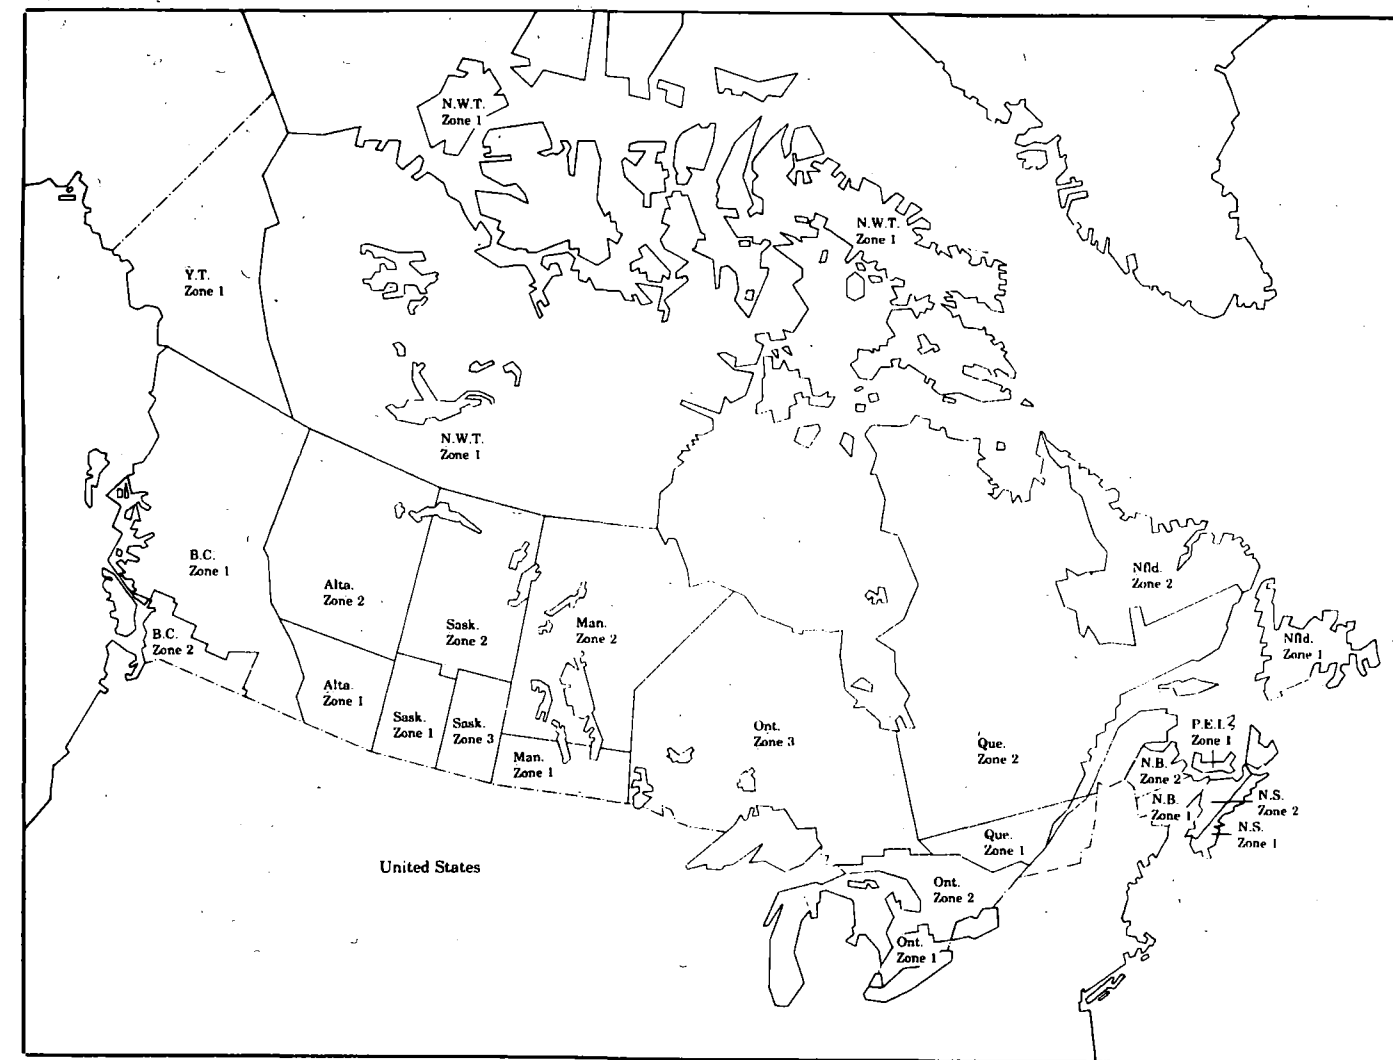 N.W.T.
Zone 1
N.W.T.
Zone 1
Y.T.
Zone 1
N.W.T.
Zone 1
B.C.
Zone 1
Alta.
Zone 2
Nfld.
Zone 2
Sask.
Zone 2
Man.
Zone 2
B.C.
Zone 2
Nfld.
Zone 1
Alta.
Zone 1
Sask.
Zone 1
Sask.
Zone 3
Ont.
Zone 3
Que.
Zone 2
P.E.I.
Zone 1
Man.
Zone 1
N.B.
Zone 2
N.B.
Zone 1
N.S.
Zone 2
N.S.
Zone 1
Que.
Zone 1
United States
Ont.
Zone 2
Ont.
Zone 1